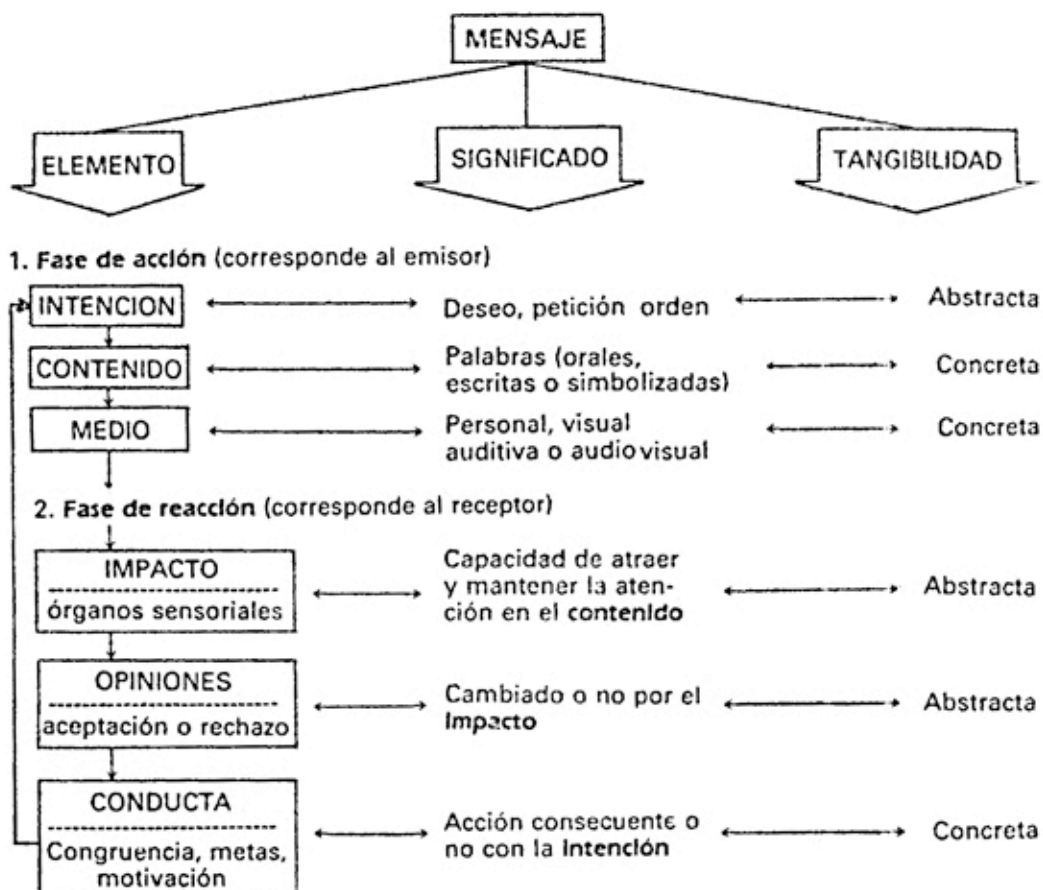 MENSAJE
ELEMENTO
SIGNIFICADO
TANGIBILIDAD
1. Fase de acción (corresponde al emisor)
INTENCION
Deseo, petición orden
Abstracta
CONTENIDO
Palabras (orales,
escritas o simbolizadas)
Concreta
MEDIO
Personal, visual
auditiva o audiovisual
Concreta
2. Fase de reacción (corresponde al receptor)
IMPACTO
órganos sensoriales
Capacidad de atraer
y mantener la aten-
ción en el contenido
Abstracta
OPINIONES
aceptación o rechazo
Cambiado o no por el
Impacto
Abstracta
CONDUCTA
Congruencia, metas,
motivación
Acción consecuente o
no con la Intención
Concreta